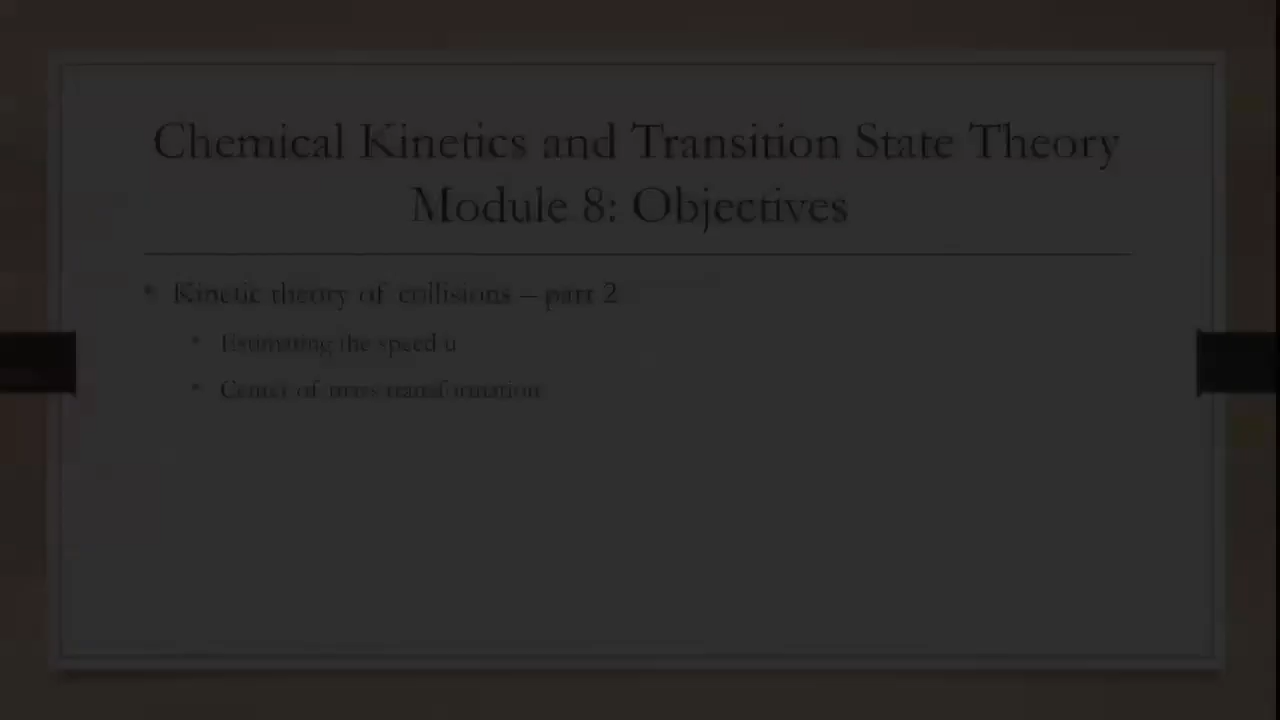 Chemical Kinetics and Transition State Theory
Module 8: Objectives
• Kinetic theory of collisions – part 2
• Estimating the speed u
• Center of mass transformation